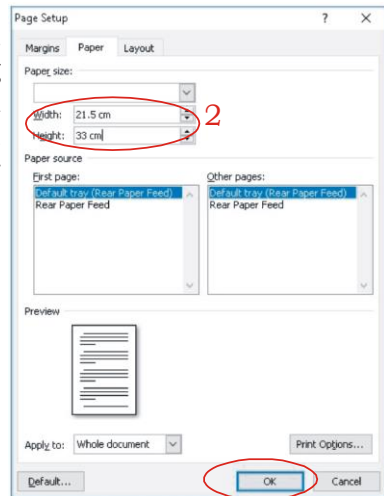 Page Setup ? ×
Margins Paper Layout
Paper size:
Width: 21.5 cm 2
Height: 33 cm
Paper source
First page: Other pages:
Default tray (Rear Paper Feed) Default tray (Rear Paper Feed)
Rear Paper Feed Rear Paper Feed
Preview
Apply to: Whole document Print Options...
Default... OK Cancel